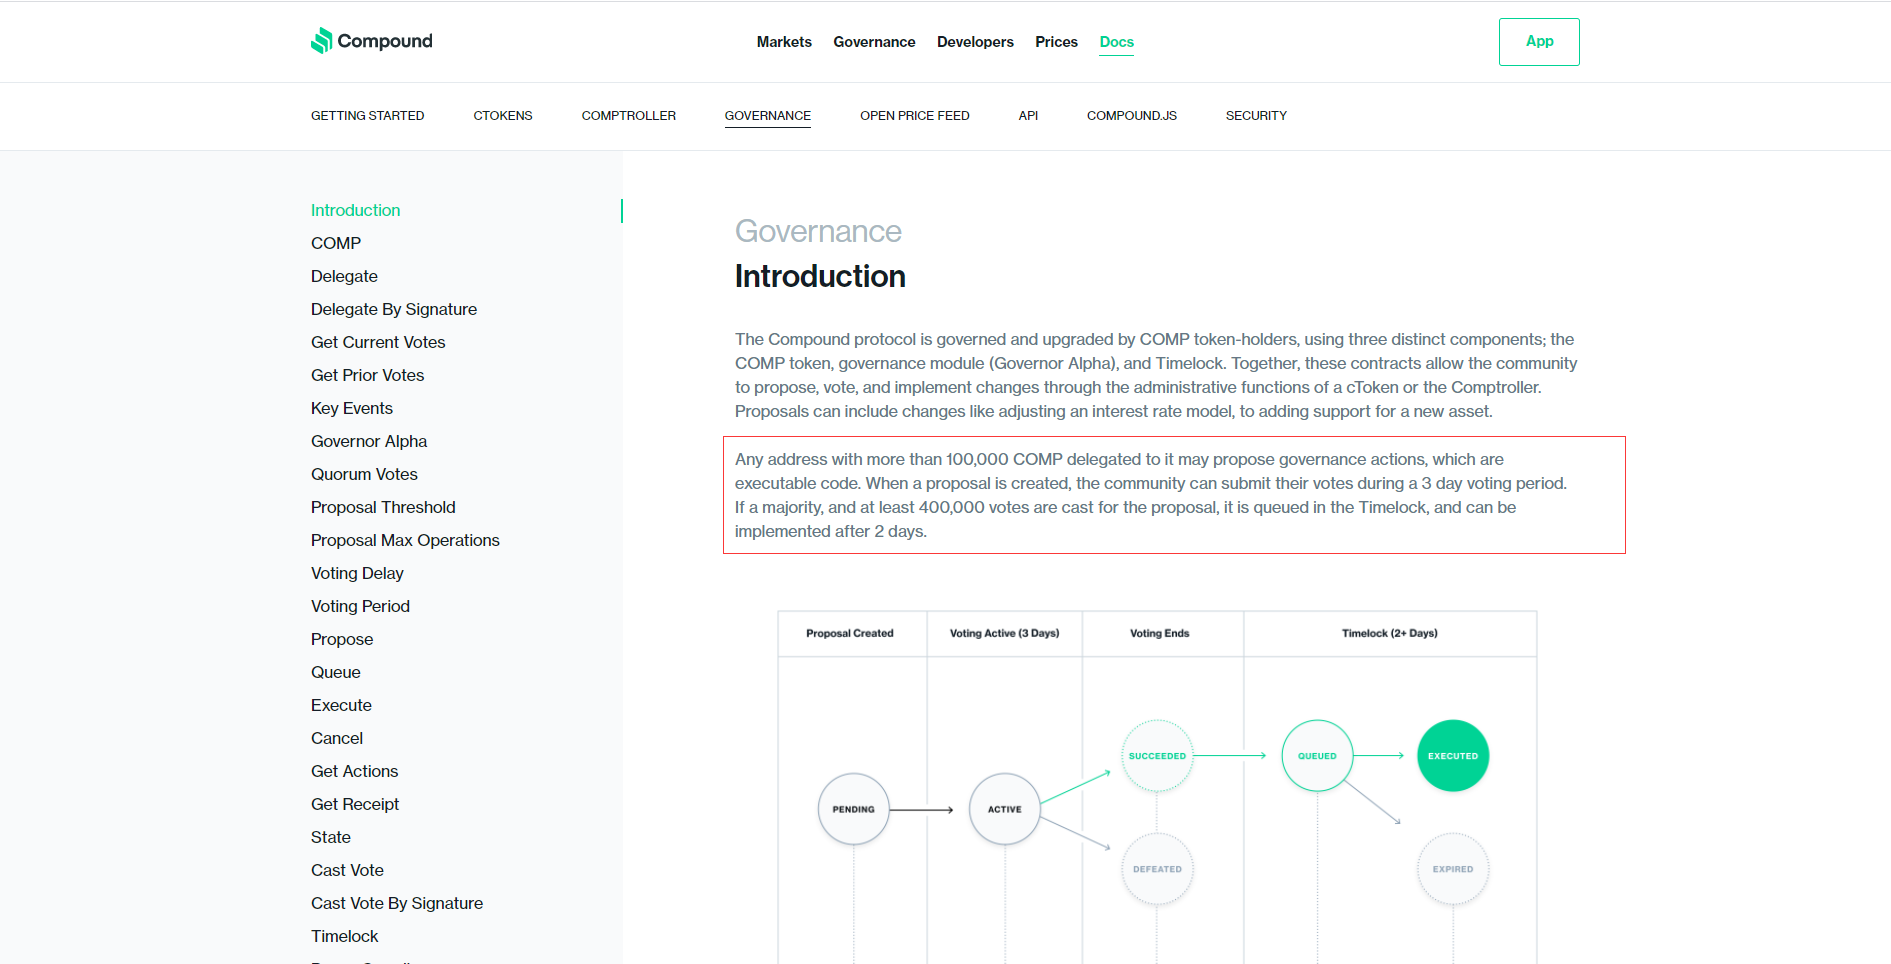 Compound
Markets Governance Developers Prices Docs
App
GETTING STARTED CTOKENS COMPTROLLER GOVERNANCE OPEN PRICE FEED API COMPOUND.JS SECURITY
Introduction
COMP
Delegate
Delegate By Signature
Get Current Votes
Get Prior Votes
Key Events
Governor Alpha
Quorum Votes
Proposal Threshold
Proposal Max Operations
Voting Delay
Voting Period
Propose
Queue
Execute
Cancel
Get Actions
Get Receipt
State
Cast Vote
Cast Vote By Signature
Timelock
Governance
Introduction
The Compound protocol is governed and upgraded by COMP token-holders, using three distinct components; the
COMP token, governance module (Governor Alpha), and Timelock. Together, these contracts allow the community
to propose, vote, and implement changes through the administrative functions of a cToken or the Comptroller.
Proposals can include changes like adjusting an interest rate model, to adding support for a new asset.
Any address with more than 100,000 COMP delegated to it may propose governance actions, which are
executable code. When a proposal is created, the community can submit their votes during a 3 day voting period.
If a majority, and at least 400,000 votes are cast for the proposal, it is queued in the Timelock, and can be
implemented after 2 days.
Proposal Created Voting Active (3 Days) Voting Ends Timelock (2+ Days)
SUCCEEDED QUEUED EXECUTED
PENDING ACTIVE
DEFEATED EXPIRED